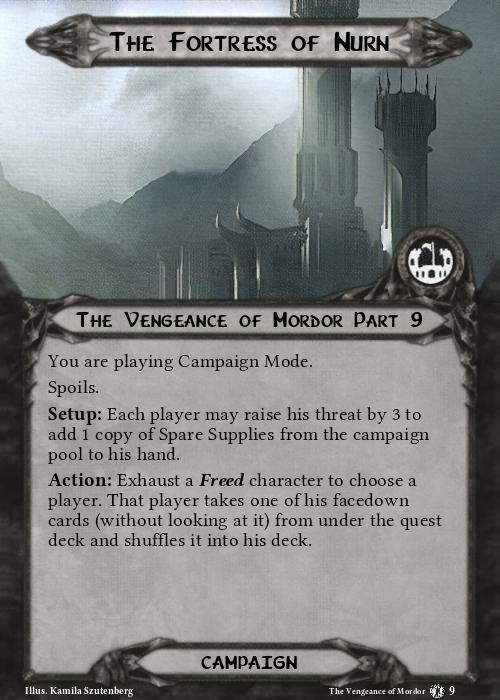 The Fortress of Nurn
The Vengeance of Mordor Part 9
You are playing Campaign Mode.
Spoils.
Setup: Each player may raise his threat by 3 to
add 1 copy of Spare Supplies from the campaign
pool to his hand.
Action: Exhaust a Freed character to choose a
player. That player takes one of his facedown
cards (without looking at it) from under the quest
deck and shuffles it into his deck.
CAMPAIGN
Illus. Kamila Szutenberg
The Vengeance of Mordor 9